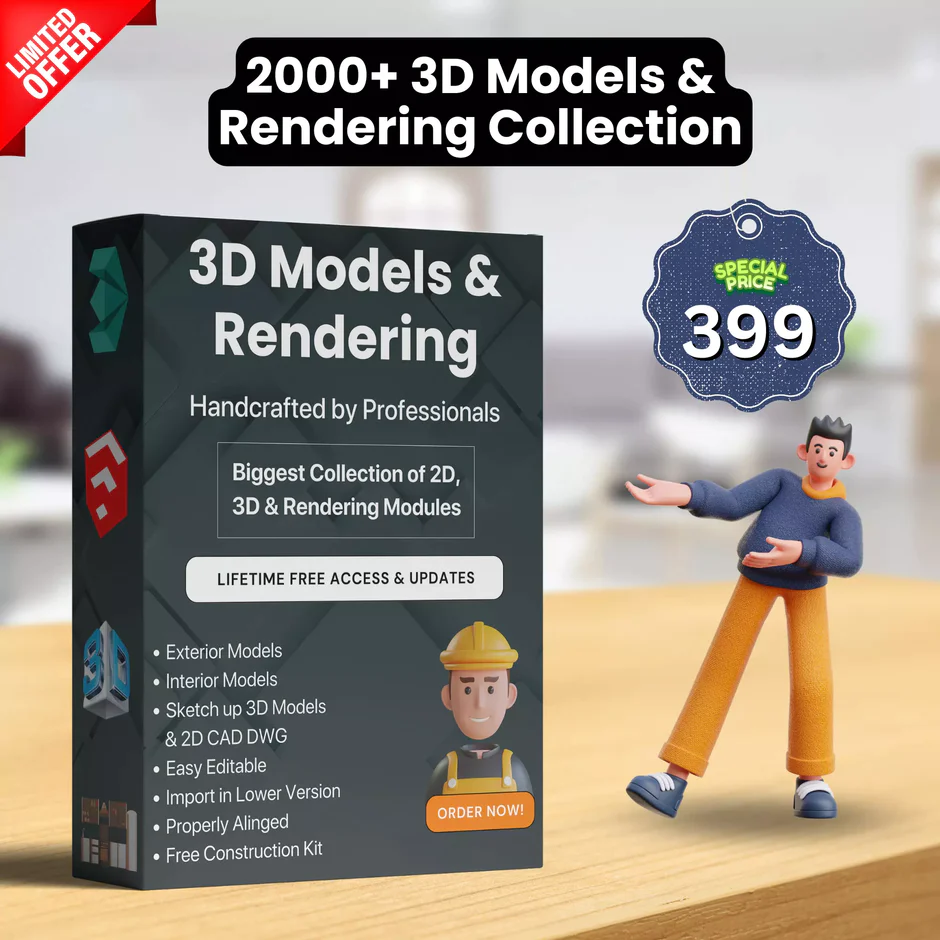 LIMITED
OFFER
2000+ 3D Models &
Rendering Collection
SPECIAL
PRICE
399
3D Models &
Rendering
Handcrafted by Professionals
Biggest Collection of 2D,
3D & Rendering Modules
LIFETIME FREE ACCESS & UPDATES
• Exterior Models
• Interior Models
• Sketch up 3D Models
& 2D CAD DWG
• Easy Editable
• Import in Lower Version
• Properly Alinged
• Free Construction Kit
ORDER NOW!
3D